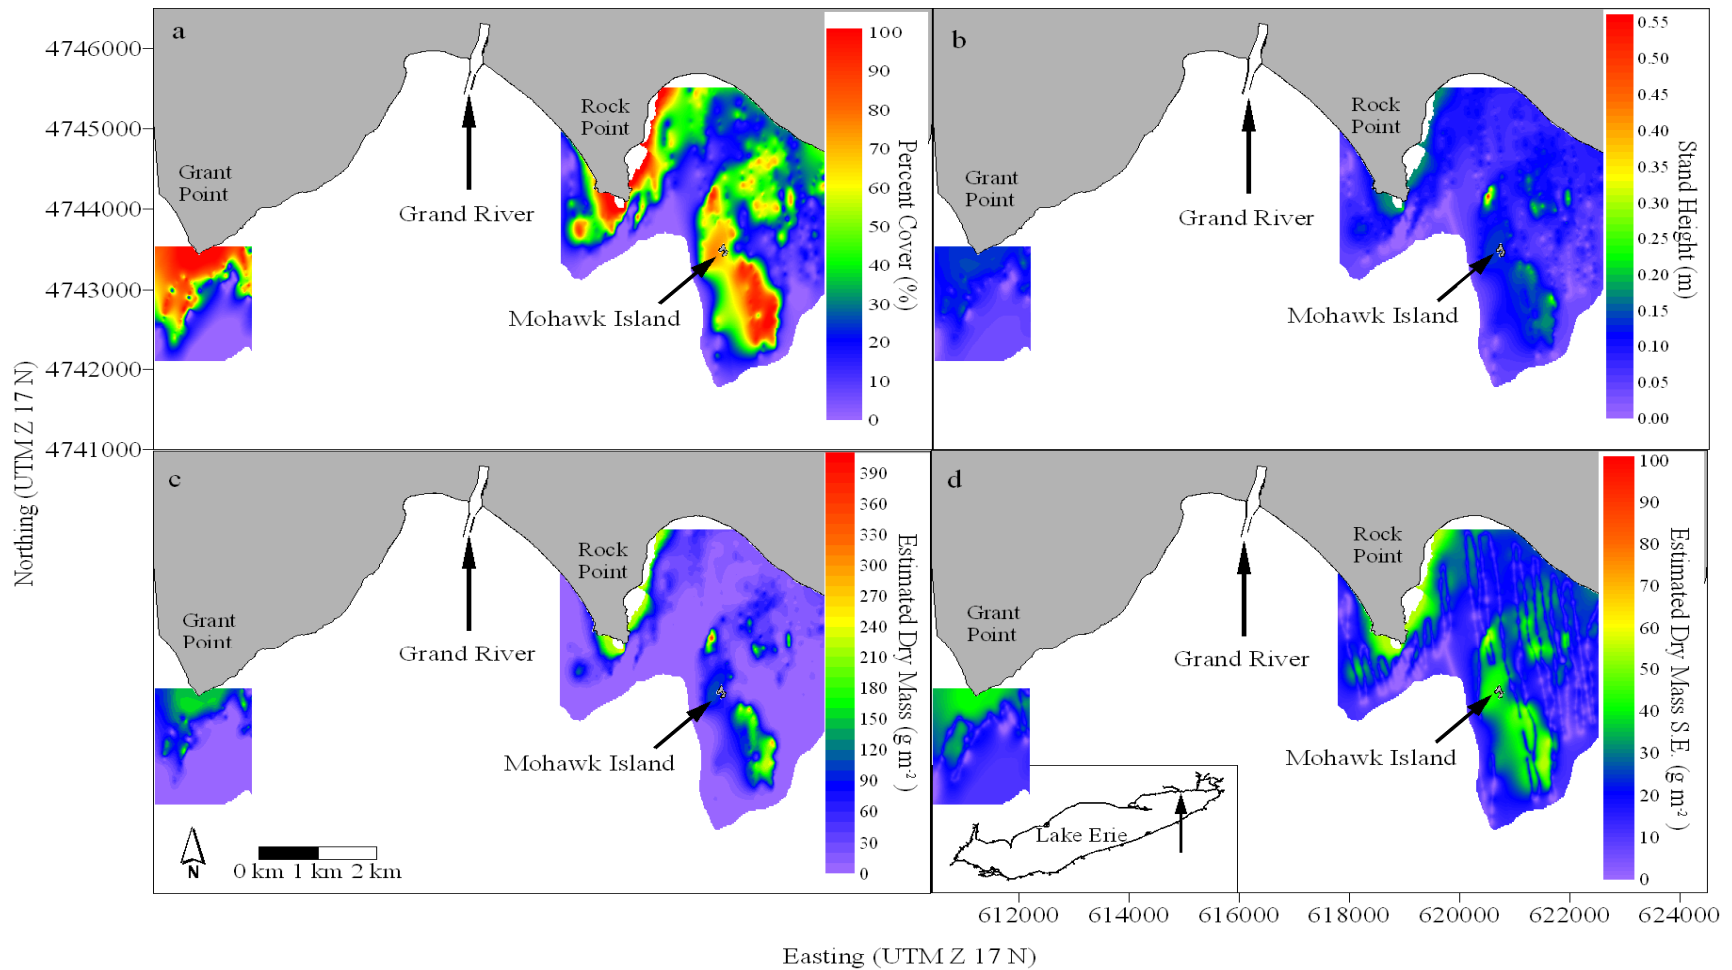 a
4746000
4745000
4744000
4743000
4742000
4741000
Grant
Point
Grand River
Rock
Point
Mohawk Island
100
90
80
70
60
50
40
30
20
10
0
Percent Cover (%)
b
Grant
Point
Grand River
Rock
Point
Mohawk Island
0.55
0.50
0.45
0.40
0.35
0.30
0.25
0.20
0.15
0.10
0.05
0.00
Stand Height (m)
Northing (UTM Z 17 N)
c
Grant
Point
Grand River
Rock
Point
Mohawk Island
390
360
330
300
270
240
210
180
150
120
90
60
30
0
Estimated Dry Mass (g m-2)
N
0 km 1 km 2 km
d
Grant
Point
Grand River
Rock
Point
Mohawk Island
Lake Erie
100
90
80
70
60
50
40
30
20
10
0
Estimated Dry Mass S.E. (g m-2)
612000 614000 616000 618000 620000 622000 624000
Easting (UTM Z 17 N)